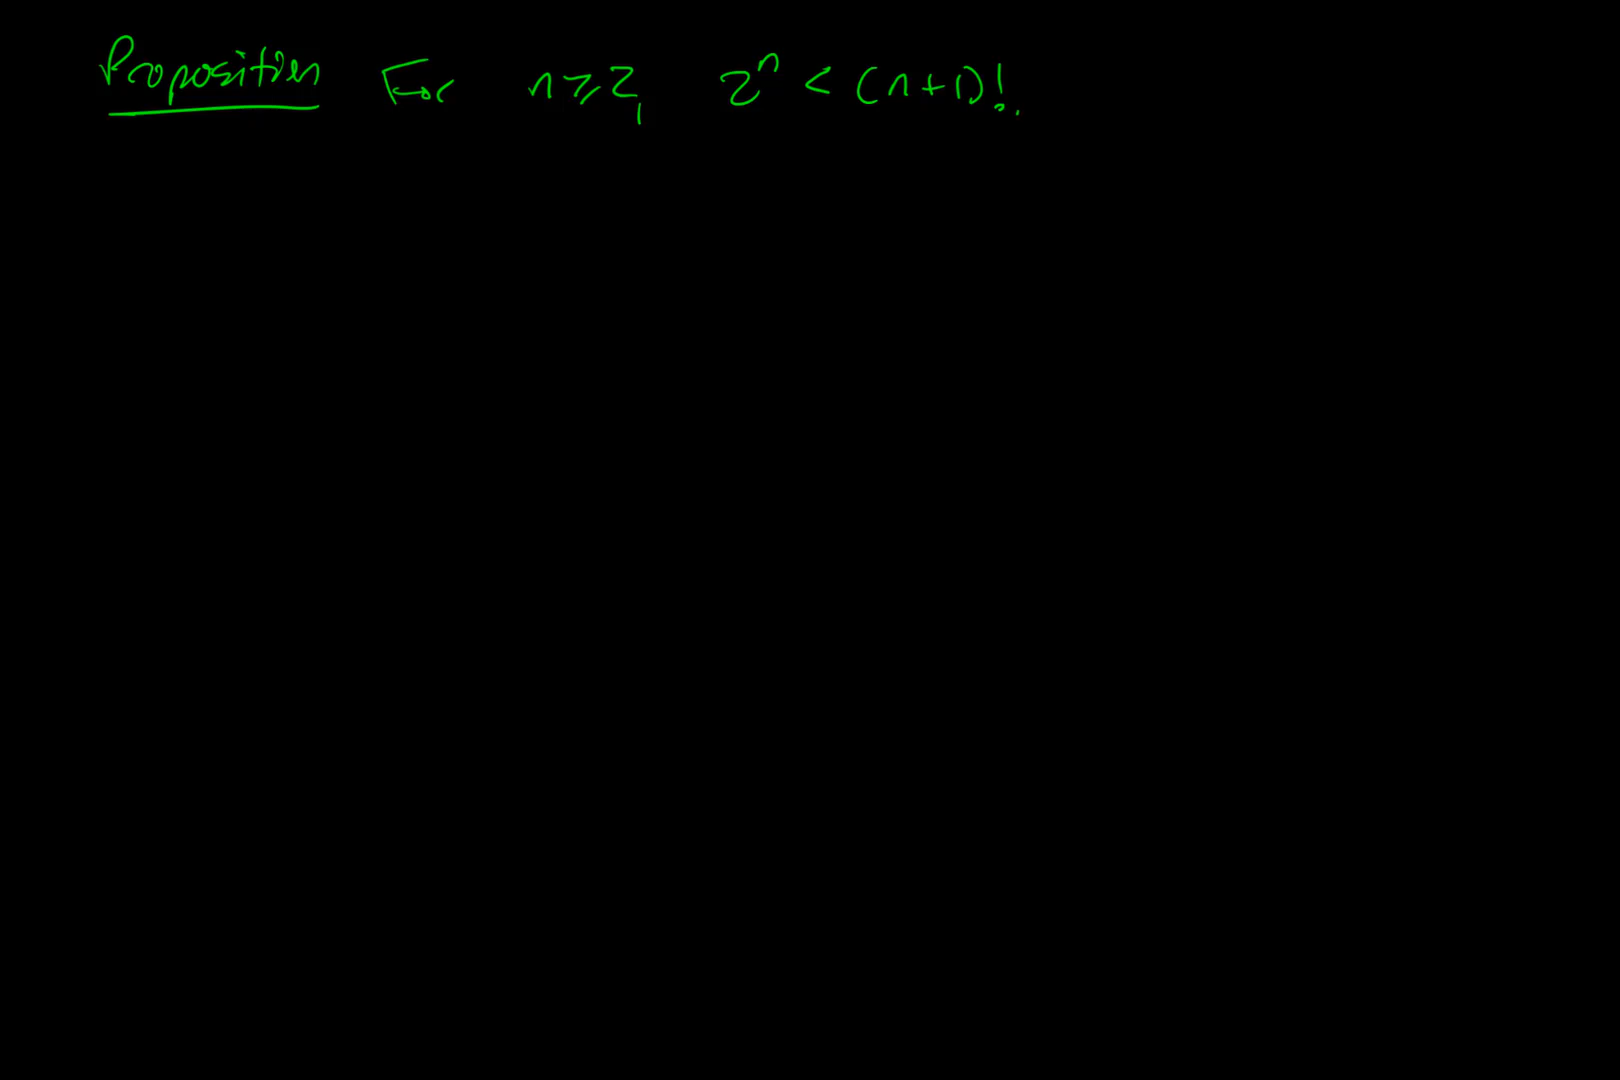 Proposition For n ≥ 2, 2ⁿ < (n+1)!.